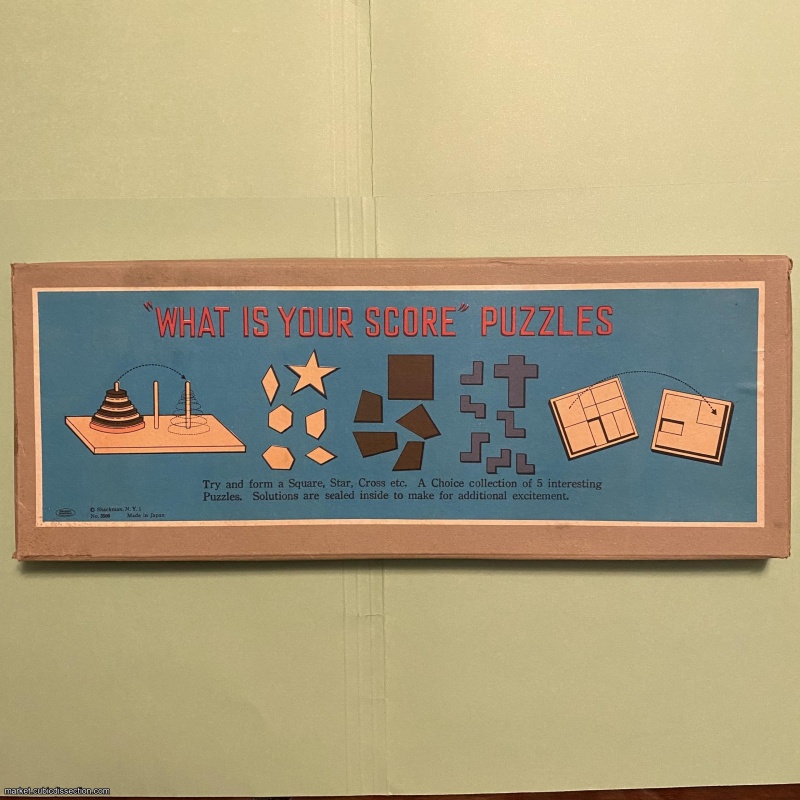 "WHAT IS YOUR SCORE" PUZZLES
Try and form a Square, Star, Cross etc. A Choice collection of 5 interesting
Puzzles. Solutions are sealed inside to make for additional excitement.
© Shackman, N.Y.
No. Made in Japan
market.cubicdissection.com